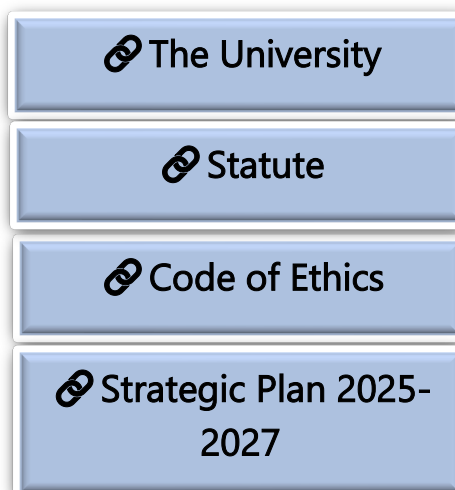 The University
Statute
Code of Ethics
Strategic Plan 2025-
2027